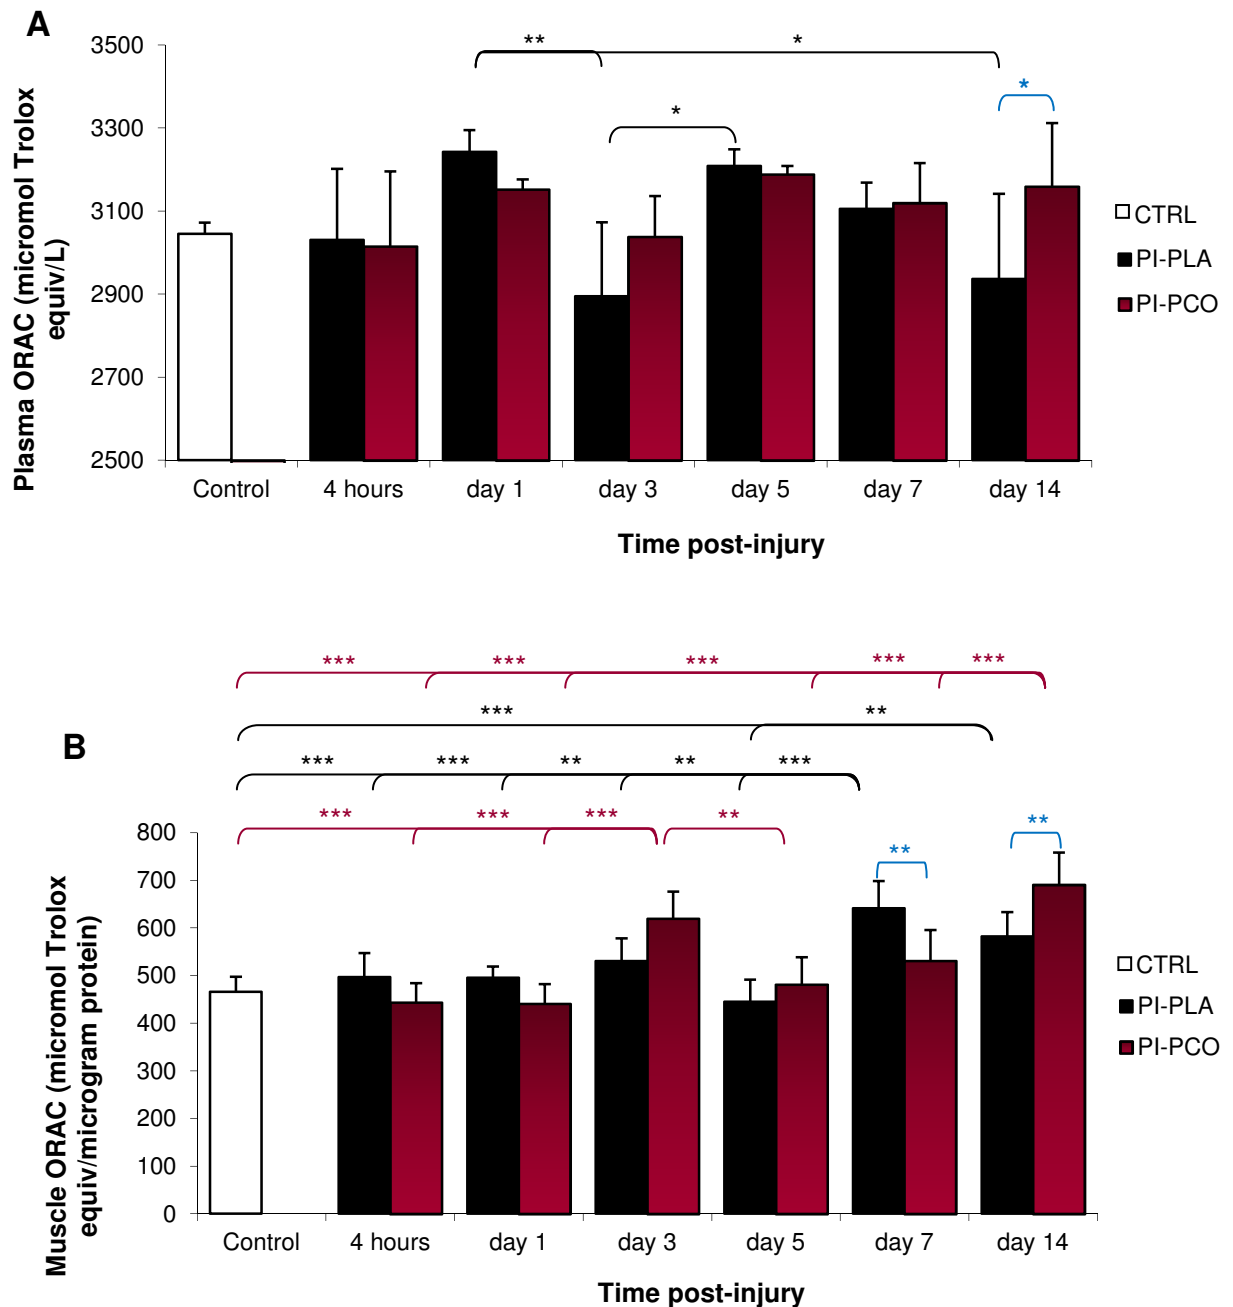 A
3500
3300
3100
2900
2700
2500
Plasma ORAC (micromol Trolox
equiv/L)
** *
*
*
CTRL
PI-PLA
PI-PCO
Control 4 hours day 1 day 3 day 5 day 7 day 14
Time post-injury
*** *** *** *** ***
*** **
B
*** *** ** ** ***
*** *** *** **
** **
800
700
600
500
400
300
200
100
0
Muscle ORAC (micromol Trolox
equiv/microgram protein)
CTRL
PI-PLA
PI-PCO
Control 4 hours day 1 day 3 day 5 day 7 day 14
Time post-injury